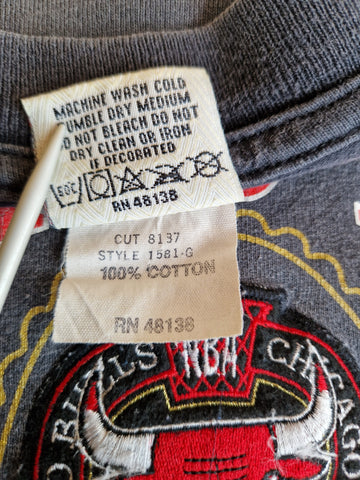 MACHINE WASH COLD
TUMBLE DRY MEDIUM
DO NOT BLEACH DO NOT
DRY CLEAN OR IRON
IF DECORATED
RN 48138
CUT 8137
STYLE 1581-G
100% COTTON
RN 48138
NBA
BULLS CHICAGO